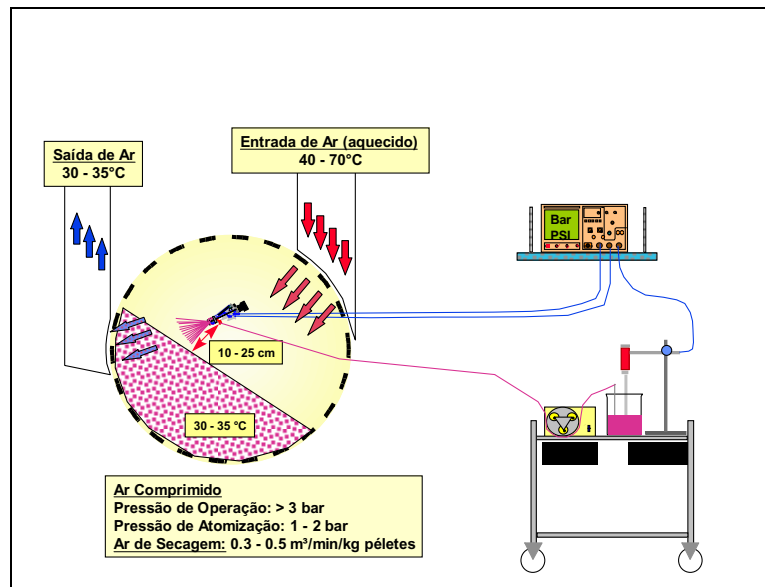 Saída de Ar
30 - 35°C
Entrada de Ar (aquecido)
40 - 70°C
Bar
PSI
10 - 25 cm
30 - 35 °C
Ar Comprimido
Pressão de Operação: > 3 bar
Pressão de Atomização: 1 - 2 bar
Ar de Secagem: 0.3 - 0.5 m³/min/kg péletes